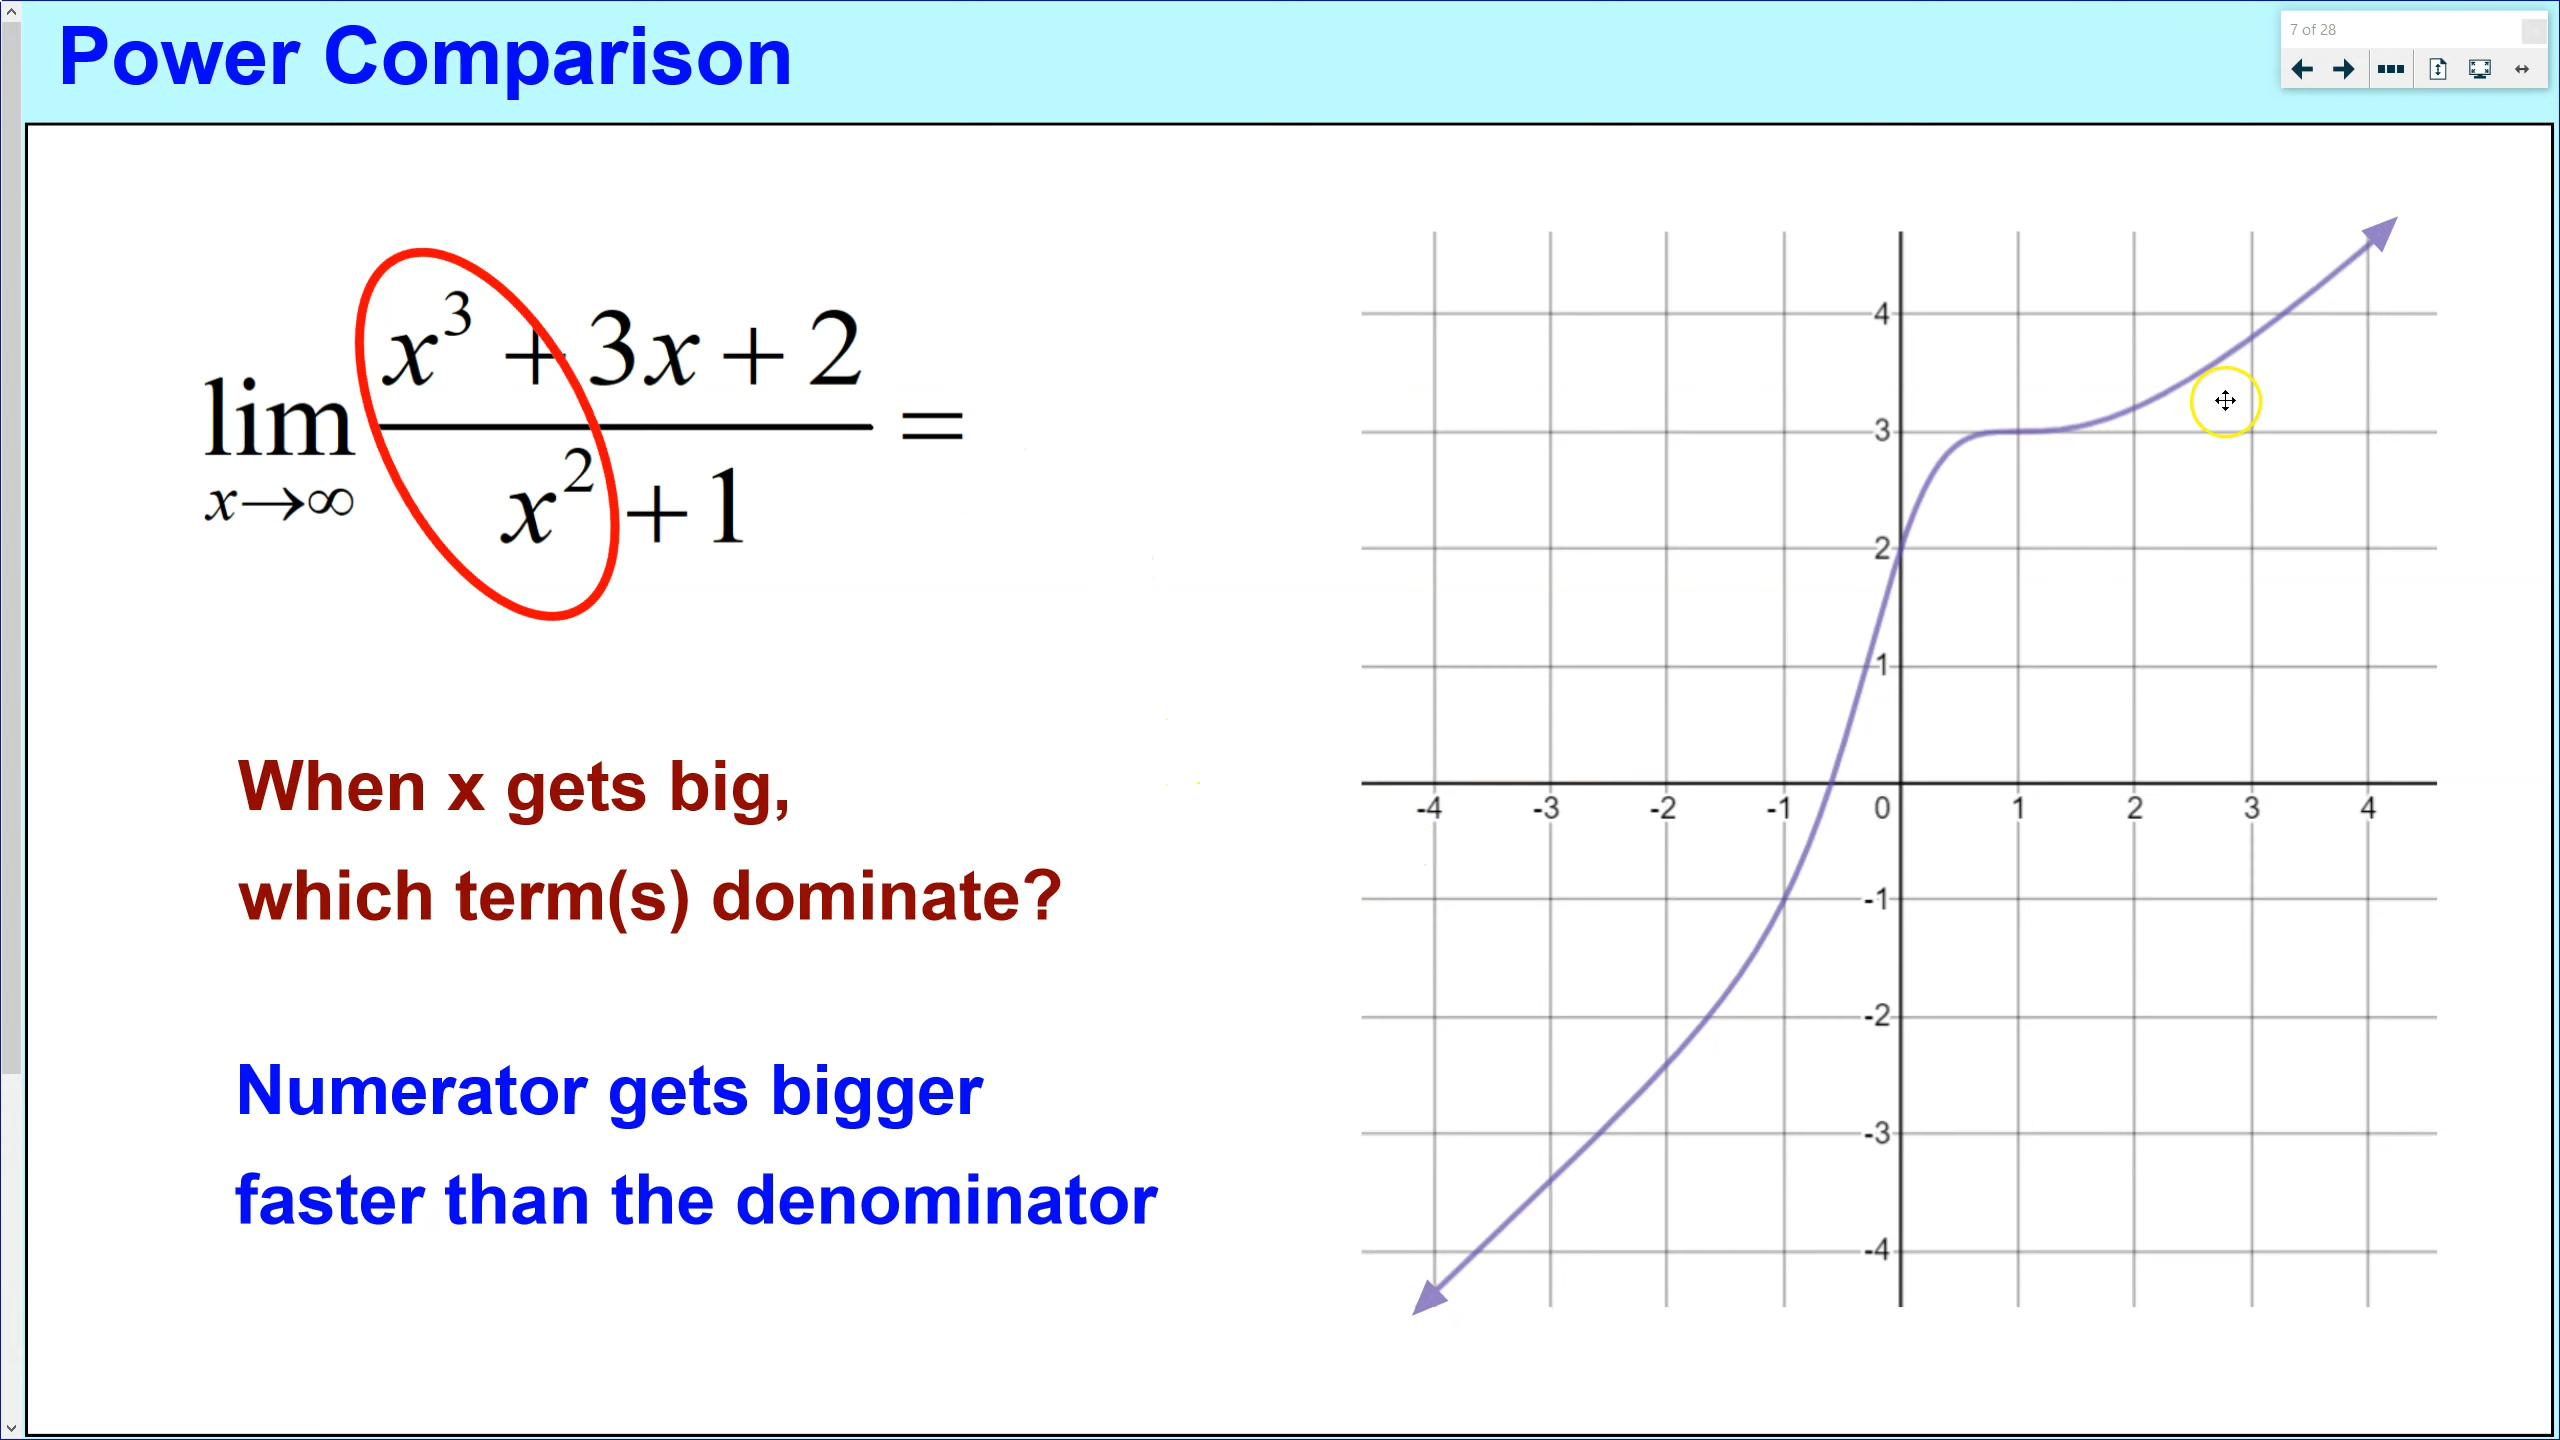 Power Comparison
7 of 28
lim x→∞ (x³ + 3x + 2)/(x² + 1) =
When x gets big,
which term(s) dominate?
Numerator gets bigger
faster than the denominator
4
3
2
1
-4 -3 -2 -1 0 1 2 3 4
-1
-2
-3
-4